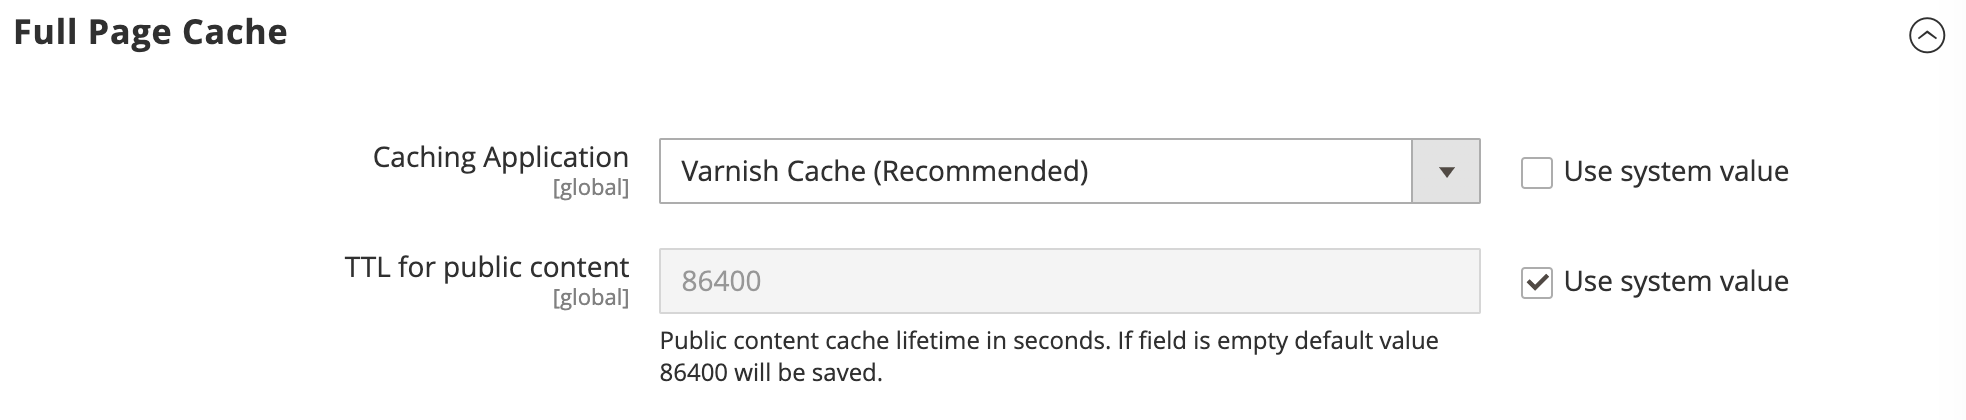 Full Page Cache
Caching Application
[global]
Varnish Cache (Recommended)
Use system value
TTL for public content
[global]
86400
Use system value
Public content cache lifetime in seconds. If field is empty default value
86400 will be saved.